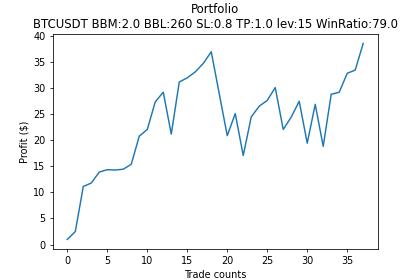 Portfolio
BTCUSDT BBM:2.0 BBL:260 SL:0.8 TP:1.0 lev:15 WinRatio:79.0
40
35
30
25
20
15
10
5
0
Profit ($)
0 5 10 15 20 25 30 35
Trade counts